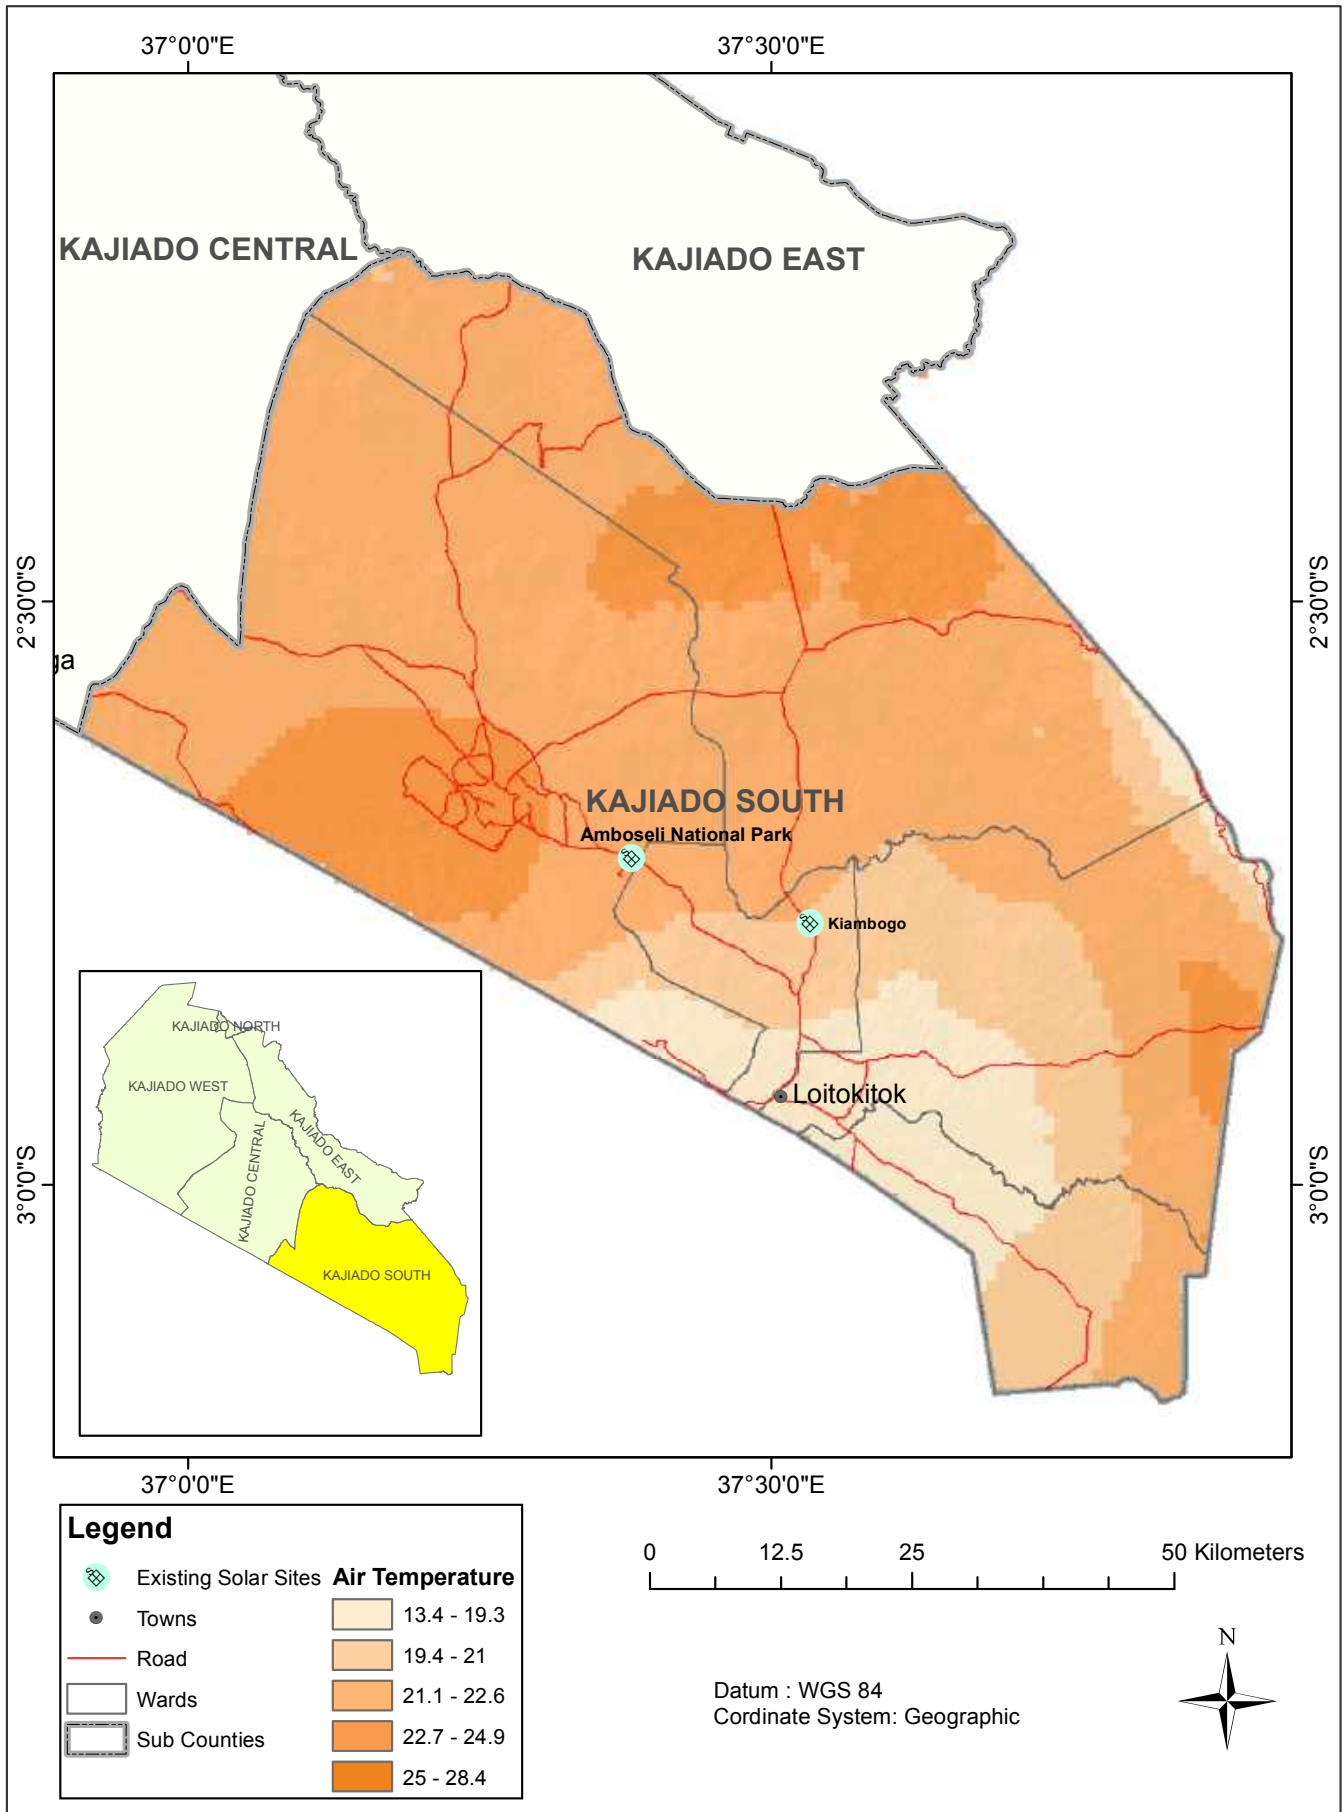 37°0'0"E
37°30'0"E
KAJIADO CENTRAL
KAJIADO EAST
2°30'0"S
2°30'0"S
ga
KAJIADO SOUTH
Amboseli National Park
Kiambogo
Loitokitok
3°0'0"S
3°0'0"S
KAJIADO NORTH
KAJIADO WEST
KAJIADO CENTRAL
KAJIADO EAST
KAJIADO SOUTH
37°0'0"E
37°30'0"E
Legend
Existing Solar Sites
Towns
Road
Wards
Sub Counties
Air Temperature
13.4 - 19.3
19.4 - 21
21.1 - 22.6
22.7 - 24.9
25 - 28.4
0 12.5 25 50 Kilometers
N
Datum : WGS 84
Cordinate System: Geographic